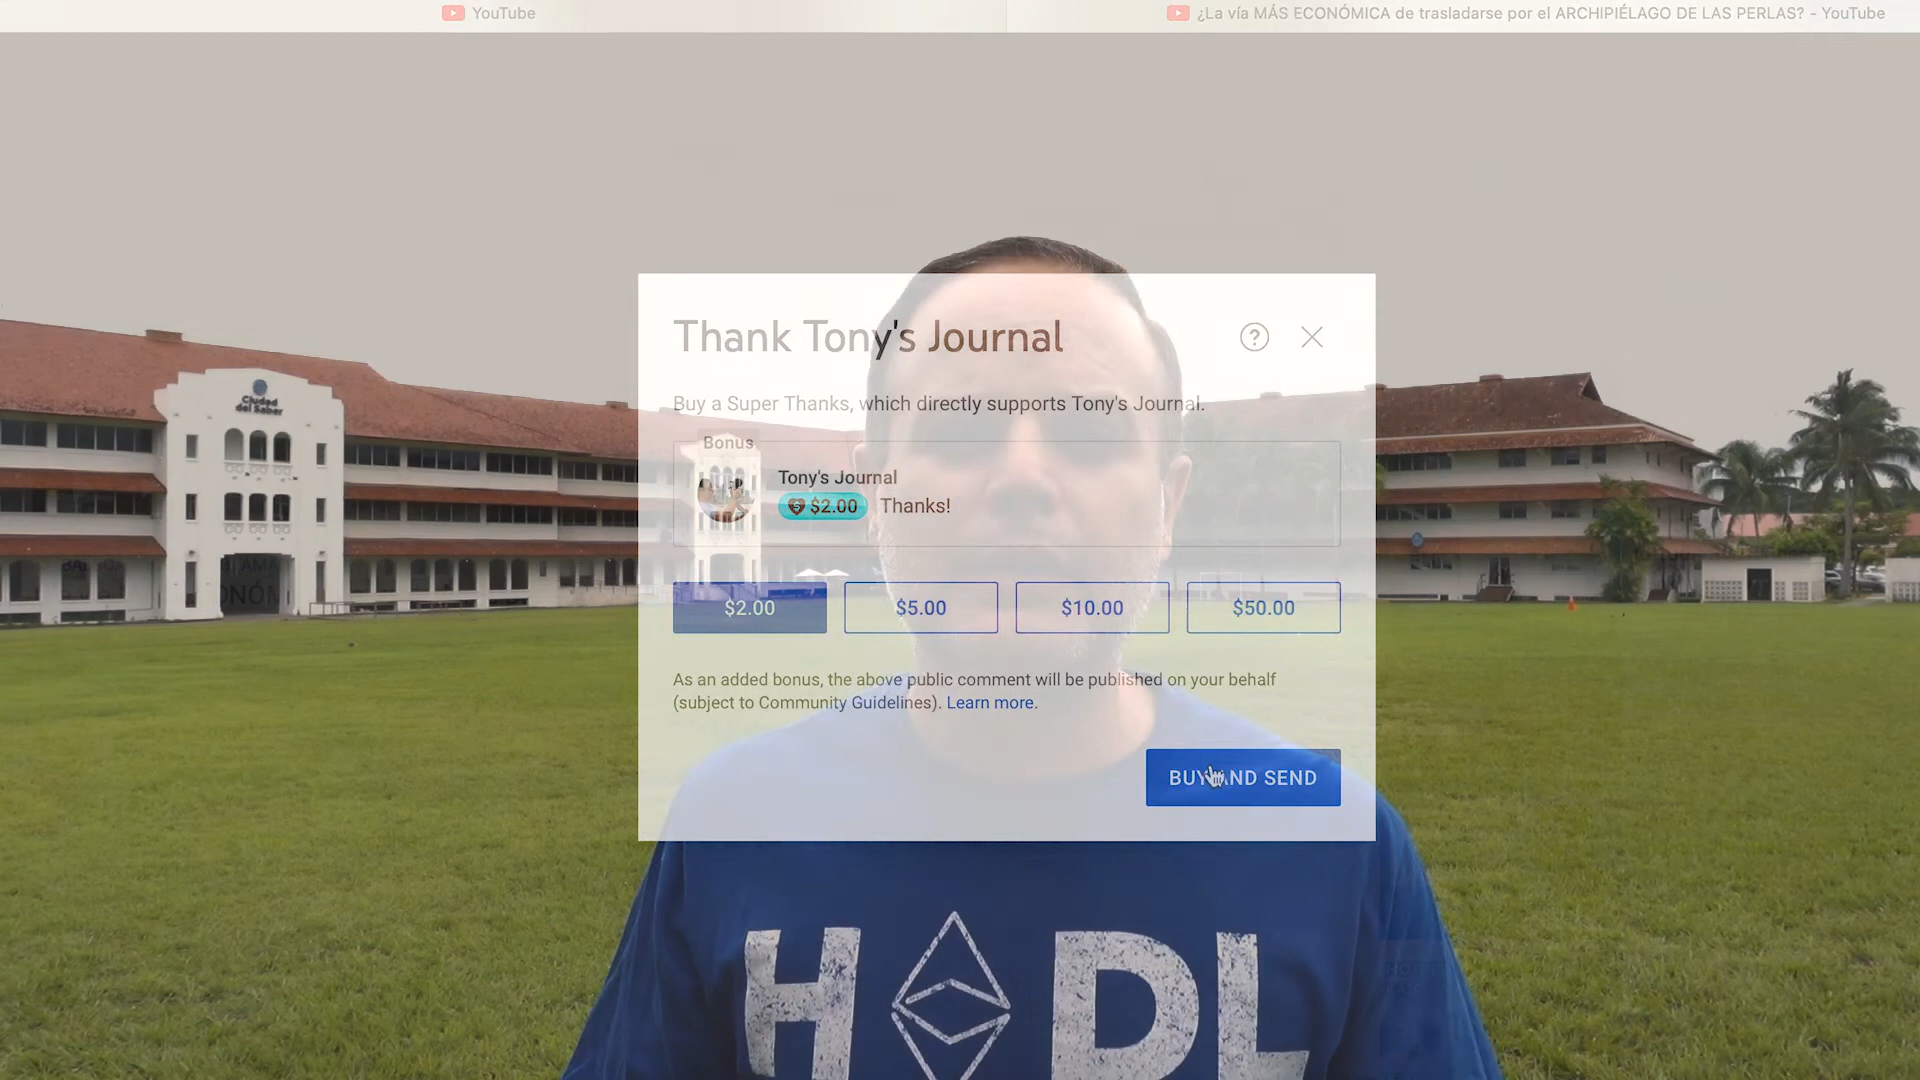 YouTube
¿La vía MÁS ECONÓMICA de trasladarse por el ARCHIPIÉLAGO DE LAS PERLAS? - YouTube
Thank Tony's Journal
Buy a Super Thanks, which directly supports Tony's Journal.
Ciudad
del Saber
Bonus
Tony's Journal
$2.00 Thanks!
$2.00 $5.00 $10.00 $50.00
As an added bonus, the above public comment will be published on your behalf
(subject to Community Guidelines). Learn more.
BUY AND SEND
H DL